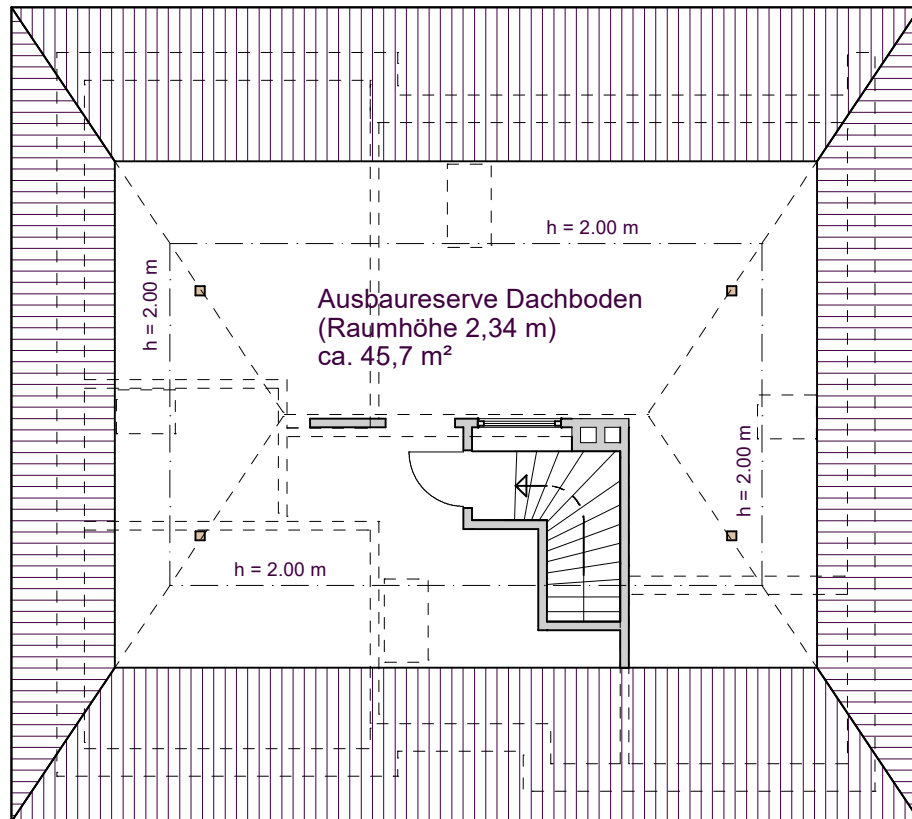 h = 2.00 m
h = 2.00 m
Ausbaureserve Dachboden
(Raumhöhe 2,34 m)
ca. 45,7 m²
h = 2.00 m
h = 2.00 m